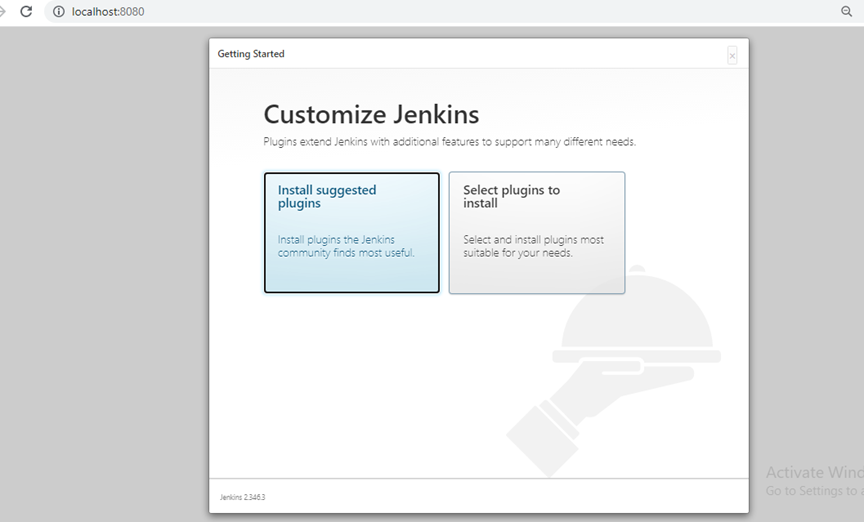 localhost:8080
Getting Started
Customize Jenkins
Plugins extend Jenkins with additional features to support many different needs.
Install suggested
plugins
Install plugins the Jenkins
community finds most useful.
Select plugins to
install
Select and install plugins most
suitable for your needs.
Jenkins 2.346.3
Activate Wind
Go to Settings to a